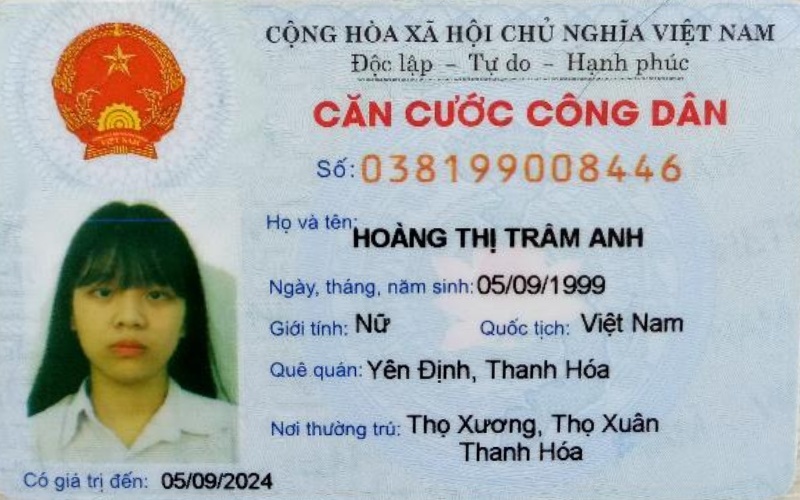 CỘNG HÒA XÃ HỘI CHỦ NGHĨA VIỆT NAM
Độc lập – Tự do – Hạnh phúc
CĂN CƯỚC CÔNG DÂN
Số: 038199008446
Họ và tên: HOÀNG THỊ TRÂM ANH
Ngày, tháng, năm sinh: 05/09/1999
Giới tính: Nữ Quốc tịch: Việt Nam
Quê quán: Yên Định, Thanh Hóa
Nơi thường trú: Thọ Xương, Thọ Xuân
Thanh Hóa
Có giá trị đến: 05/09/2024